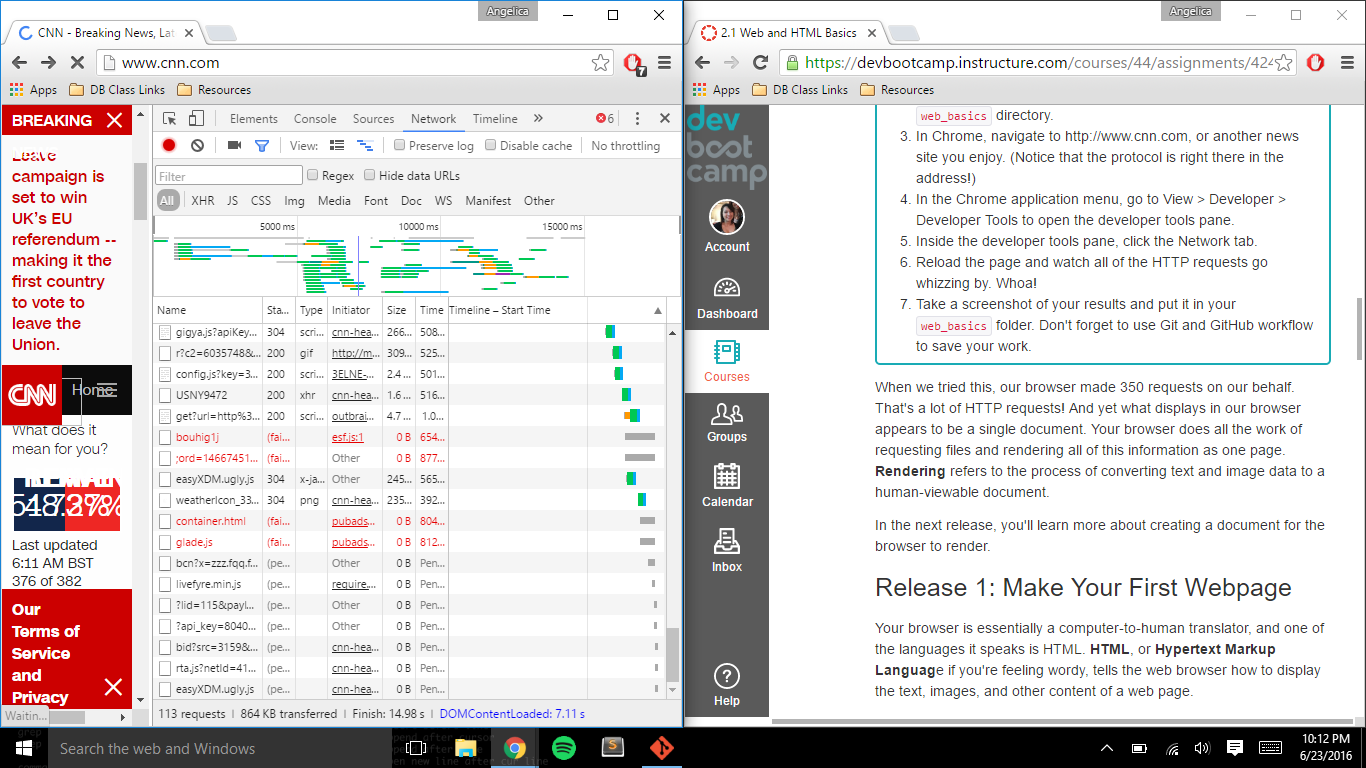 Angelica
CNN - Breaking News, Lat
www.cnn.com
7
Apps DB Class Links Resources
BREAKING
Leave
campaign is
set to win
UK's EU
referendum --
making it the
first country
to vote to
leave the
Union.
CNN Home
What does it
mean for you?
Last updated
6:11 AM BST
376 of 382
Our
Terms of
Service
and
Privacy
Waitin...
Elements Console Sources Network Timeline » 6
View: Preserve log Disable cache No throttling
Filter Regex Hide data URLs
All XHR JS CSS Img Media Font Doc WS Manifest Other
5000 ms 10000 ms 15000 ms
Name Sta... Type Initiator Size Time Timeline – Start Time
gigya.js?apiKey... 304 scri... cnn-hea... 266... 508...
r?c2=6035748&... 200 gif http://m... 309... 525...
config.js?key=3... 200 scri... 3ELNE-... 2.4 ... 501...
USNY9472 200 xhr cnn-hea... 1.6 ... 516...
get?url=http%3... 200 scri... outbrai... 4.7 ... 1.0...
bouhig1j (fai... esf.js:1 0 B 654...
;ord=14667451... (fai... Other 0 B 877...
easyXDM.ugly.js 304 x-ja... Other 245... 565...
weatherIcon_33... 304 png cnn-hea... 235... 392...
container.html (fai... pubads... 0 B 804...
glade.js (fai... pubads... 0 B 812...
bcn?x=zzz.fqq.f... (pe... Other 0 B Pen...
livefyre.min.js (pe... require... 0 B Pen...
?lid=115&payl... (pe... Other 0 B Pen...
?api_key=8040... (pe... Other 0 B Pen...
bid?src=3159&... (pe... cnn-hea... 0 B Pen...
rta.js?netId=41... (pe... cnn-hea... 0 B Pen...
easyXDM.ugly.js (pe... cnn-hea... 0 B Pen...
113 requests | 864 KB transferred | Finish: 14.98 s | DOMContentLoaded: 7.11 s
Angelica
2.1 Web and HTML Basics
https://devbootcamp.instructure.com/courses/44/assignments/424
Apps DB Class Links Resources
dev
boot
camp
Account
Dashboard
Courses
Groups
Calendar
Inbox
Help
web_basics directory.
3. In Chrome, navigate to http://www.cnn.com, or another news
site you enjoy. (Notice that the protocol is right there in the
address!)
4. In the Chrome application menu, go to View > Developer >
Developer Tools to open the developer tools pane.
5. Inside the developer tools pane, click the Network tab.
6. Reload the page and watch all of the HTTP requests go
whizzing by. Whoa!
7. Take a screenshot of your results and put it in your
web_basics folder. Don't forget to use Git and GitHub workflow
to save your work.
When we tried this, our browser made 350 requests on our behalf.
That's a lot of HTTP requests! And yet what displays in our browser
appears to be a single document. Your browser does all the work of
requesting files and rendering all of this information as one page.
Rendering refers to the process of converting text and image data to a
human-viewable document.
In the next release, you'll learn more about creating a document for the
browser to render.
Release 1: Make Your First Webpage
Your browser is essentially a computer-to-human translator, and one of
the languages it speaks is HTML. HTML, or Hypertext Markup
Language if you're feeling wordy, tells the web browser how to display
the text, images, and other content of a web page.
Search the web and Windows
10:12 PM
6/23/2016